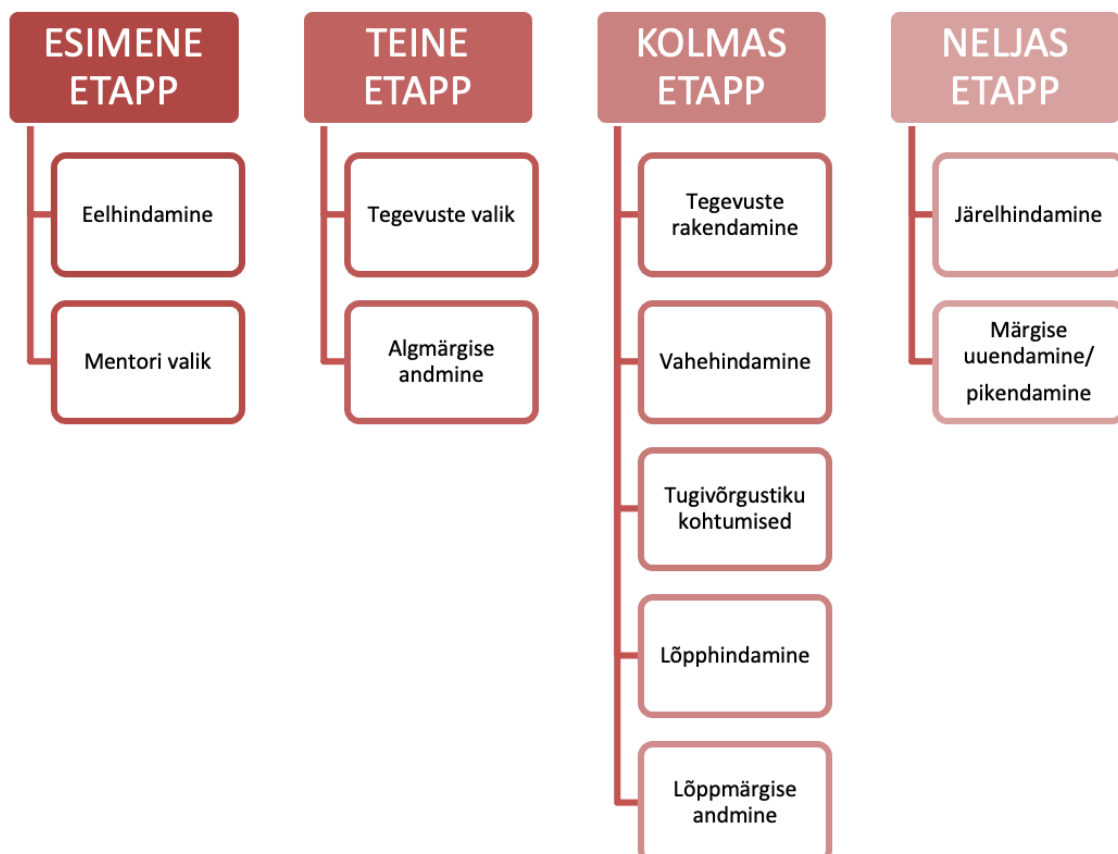 ESIMENE
ETAPP
Eelhindamine
Mentori valik
TEINE
ETAPP
Tegevuste valik
Algmärgise
andmine
KOLMAS
ETAPP
Tegevuste
rakendamine
Vahehindamine
Tugivõrgustiku
kohtumised
Lõpphindamine
Lõppmärgise
andmine
NELJAS
ETAPP
Järelhindamine
Märgise
uuendamine/
pikendamine